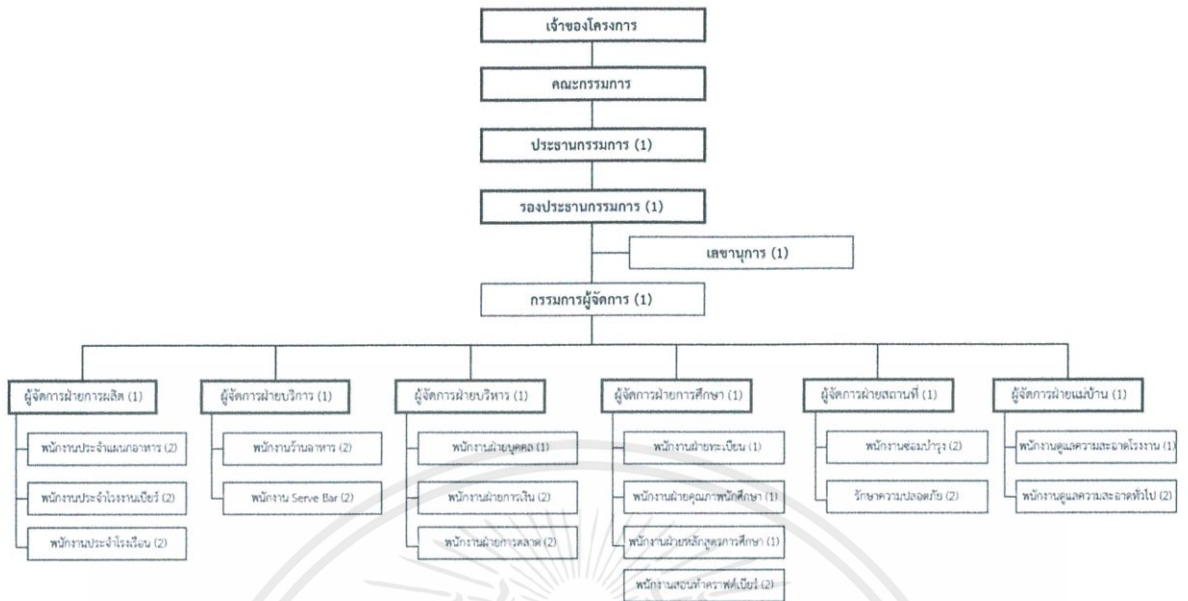 เจ้าของโครงการ
คณะกรรมการ
ประธานกรรมการ (1)
รองประธานกรรมการ (1)
เลขานุการ (1)
กรรมการผู้จัดการ (1)
ผู้จัดการฝ่ายการผลิต (1)
พนักงานประจำแผนกอาหาร (2)
พนักงานประจำโรงงานเบียร์ (2)
พนักงานประจำโรงเรือน (2)
ผู้จัดการฝ่ายบริการ (1)
พนักงานร้านอาหาร (2)
พนักงาน Serve Bar (2)
ผู้จัดการฝ่ายบริหาร (1)
พนักงานฝ่ายบุคคล (1)
พนักงานฝ่ายการเงิน (2)
พนักงานฝ่ายการตลาด (2)
ผู้จัดการฝ่ายการศึกษา (1)
พนักงานฝ่ายทะเบียน (1)
พนักงานฝ่ายคุณภาพนักศึกษา (1)
พนักงานฝ่ายหลักสูตรการศึกษา (1)
พนักงานสอนทำคราฟต์เบียร์ (2)
ผู้จัดการฝ่ายสถานที่ (1)
พนักงานซ่อมบำรุง (2)
รักษาความปลอดภัย (2)
ผู้จัดการฝ่ายแม่บ้าน (1)
พนักงานดูแลความสะอาดโรงงาน (1)
พนักงานดูแลความสะอาดทั่วไป (2)